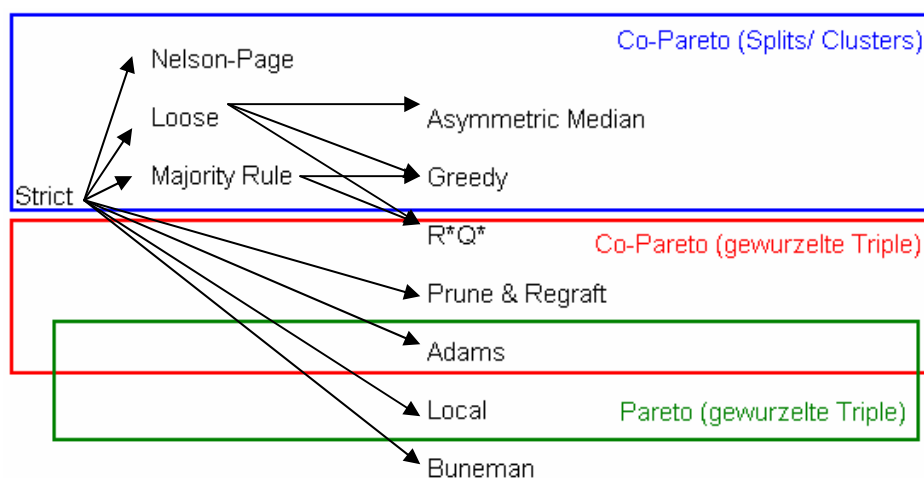 Co-Pareto (Splits/ Clusters)
Nelson-Page
Loose
Asymmetric Median
Majority Rule
Greedy
Strict
R*Q*
Co-Pareto (gewurzelte Triple)
Prune & Regraft
Adams
Local
Pareto (gewurzelte Triple)
Buneman